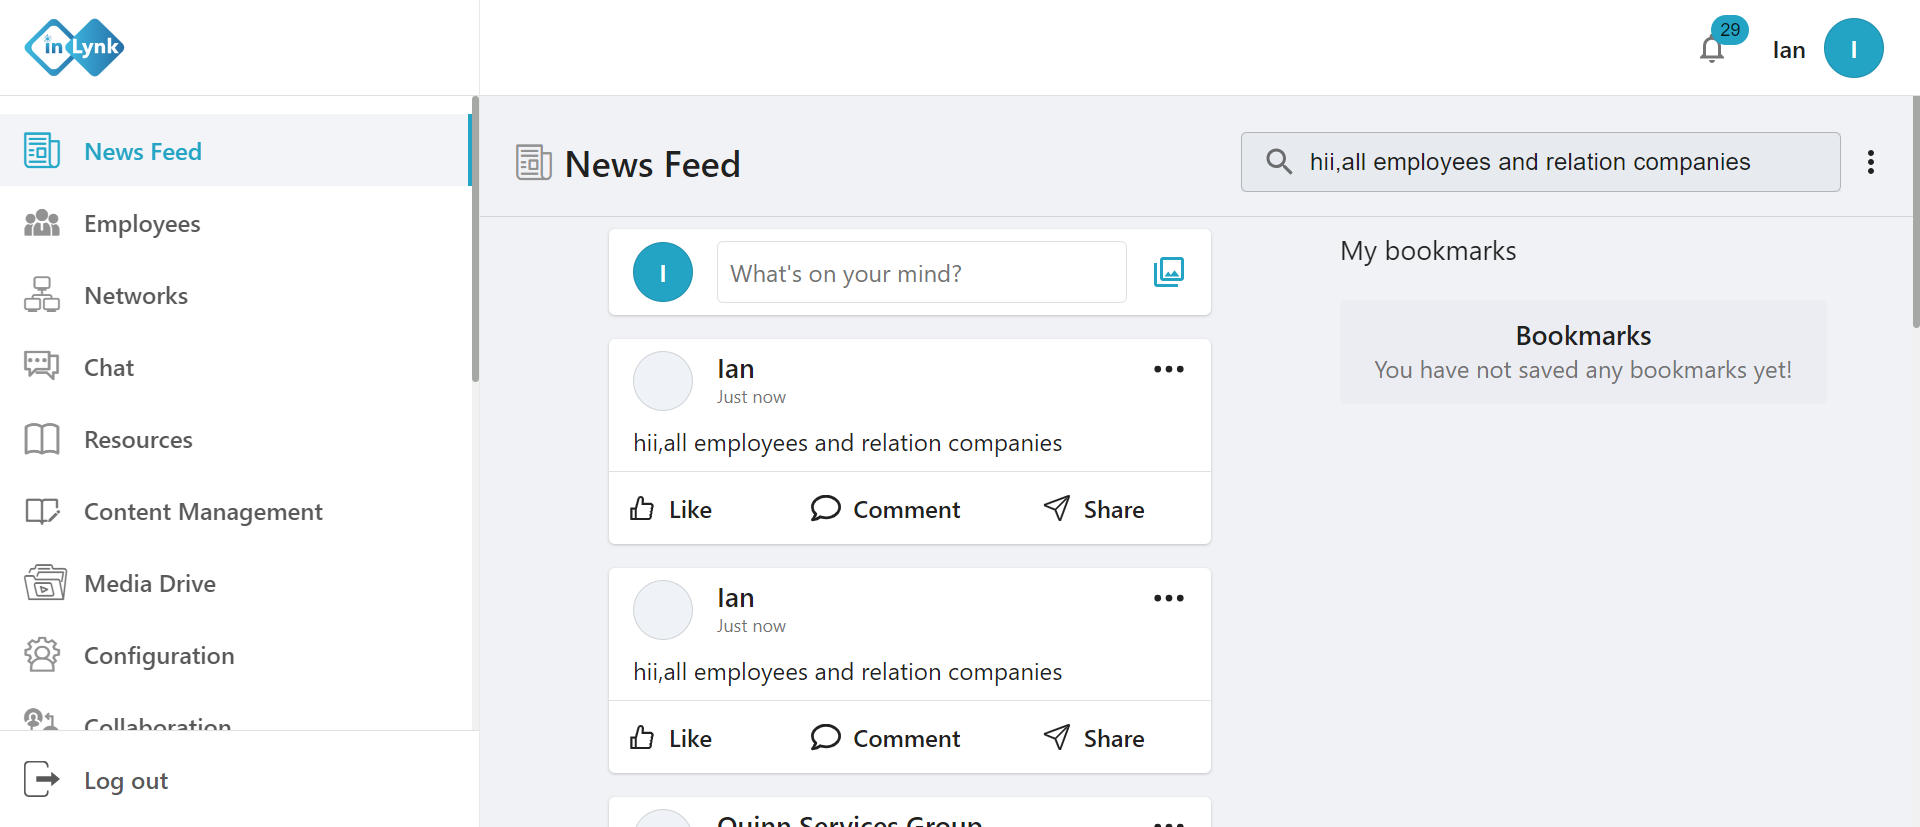 in Lynk
29
Ian
I
News Feed
Employees
Networks
Chat
Resources
Content Management
Media Drive
Configuration
Collaboration
Log out
News Feed
hii,all employees and relation companies
I
What's on your mind?
Ian
Just now
hii,all employees and relation companies
Like
Comment
Share
Ian
Just now
hii,all employees and relation companies
Like
Comment
Share
Quinn Services Group
My bookmarks
Bookmarks
You have not saved any bookmarks yet!